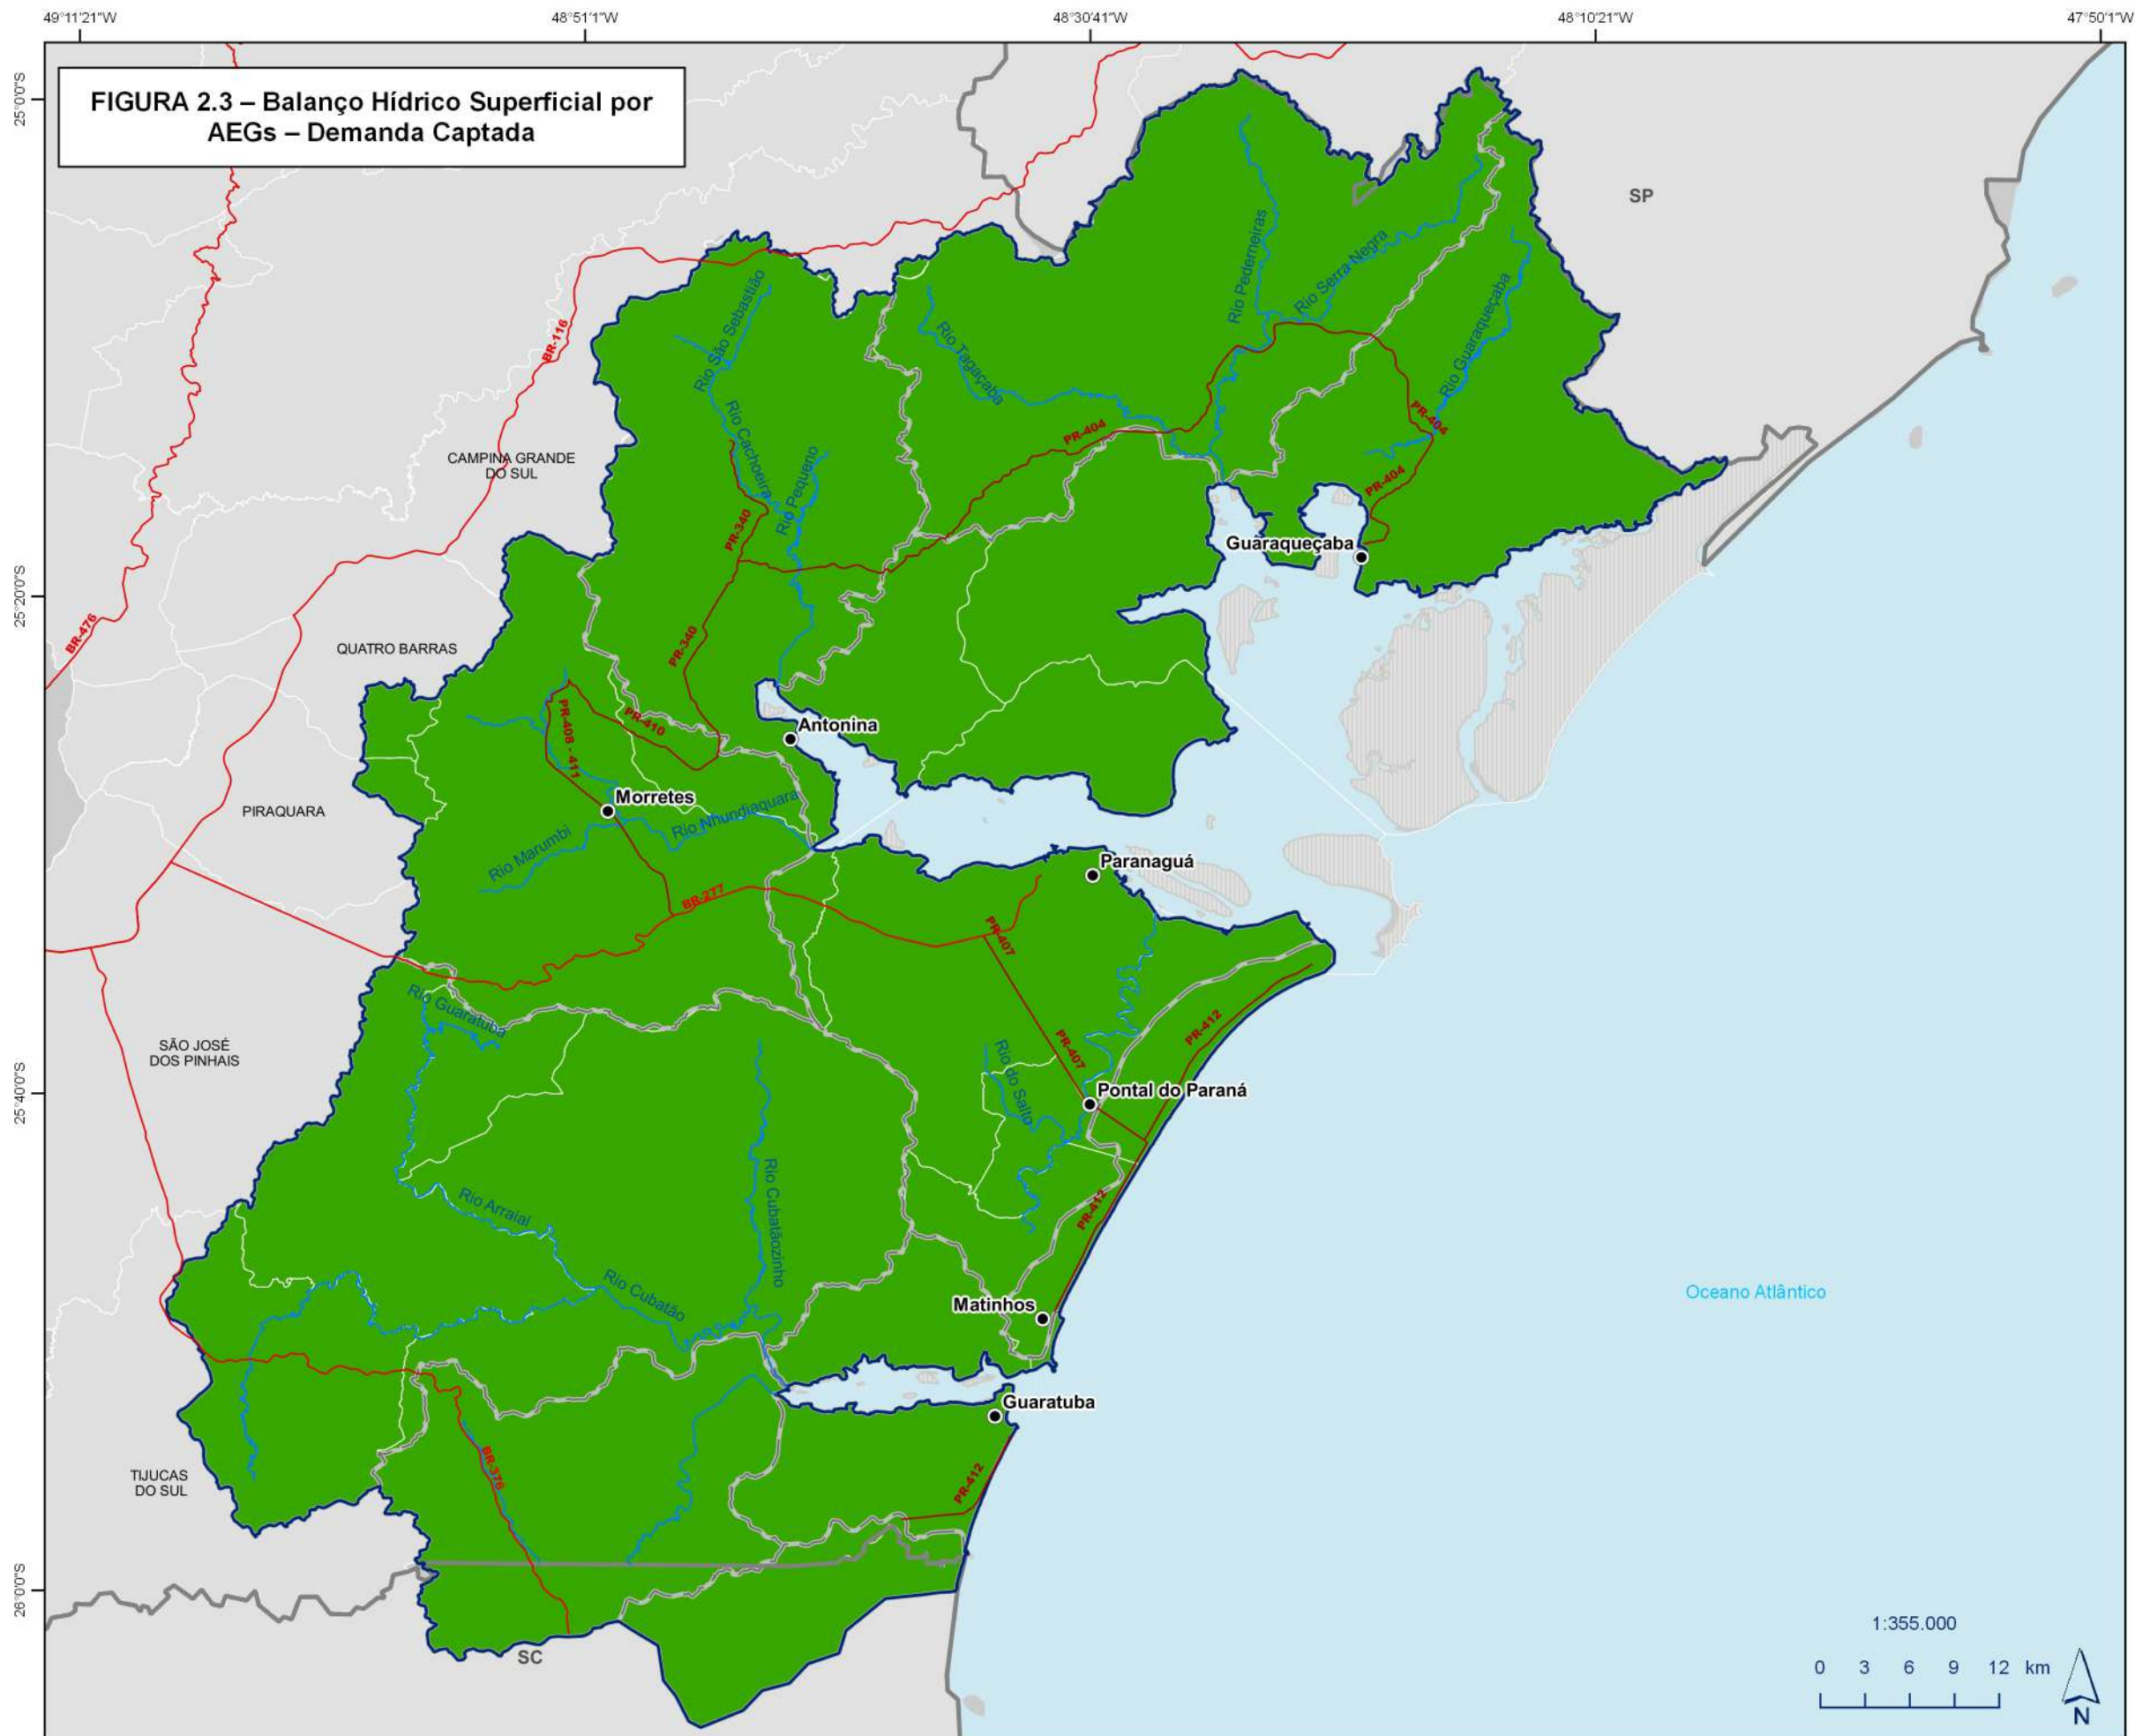 49°11'21"W
48°51'1"W
48°30'41"W
48°10'21"W
47°50'1"W
25°0'0"S
FIGURA 2.3 – Balanço Hídrico Superficial por
AEGs – Demanda Captada
SP
Rio Pederneiras
Rio Serra Negra
Rio São Sebastião
Rio Guaraqueçaba
BR-116
Rio Tagaçaba
PR-404
PR-404
Rio Cachoeira
CAMPINA GRANDE
DO SUL
Rio Pequeno
PR-404
PR-340
Guaraqueçaba
25°20'0"S
BR-476
QUATRO BARRAS
PR-340
PR-408 - 411
PR-410
Antonina
Morretes
PIRAQUARA
Rio Nhundiaquara
Rio Marumbi
Paranaguá
BR-277
PR-407
Rio Guaratuba
PR-412
SÃO JOSÉ
DOS PINHAIS
PR-407
Rio do Salto
25°40'0"S
Pontal do Paraná
Rio Arraial
Rio Cubatãozinho
PR-412
Rio Cubatão
Oceano Atlântico
Matinhos
Guaratuba
BR-376
TIJUCAS
DO SUL
PR-412
26°0'0"S
1:355.000
SC
0 3 6 9 12 km
N